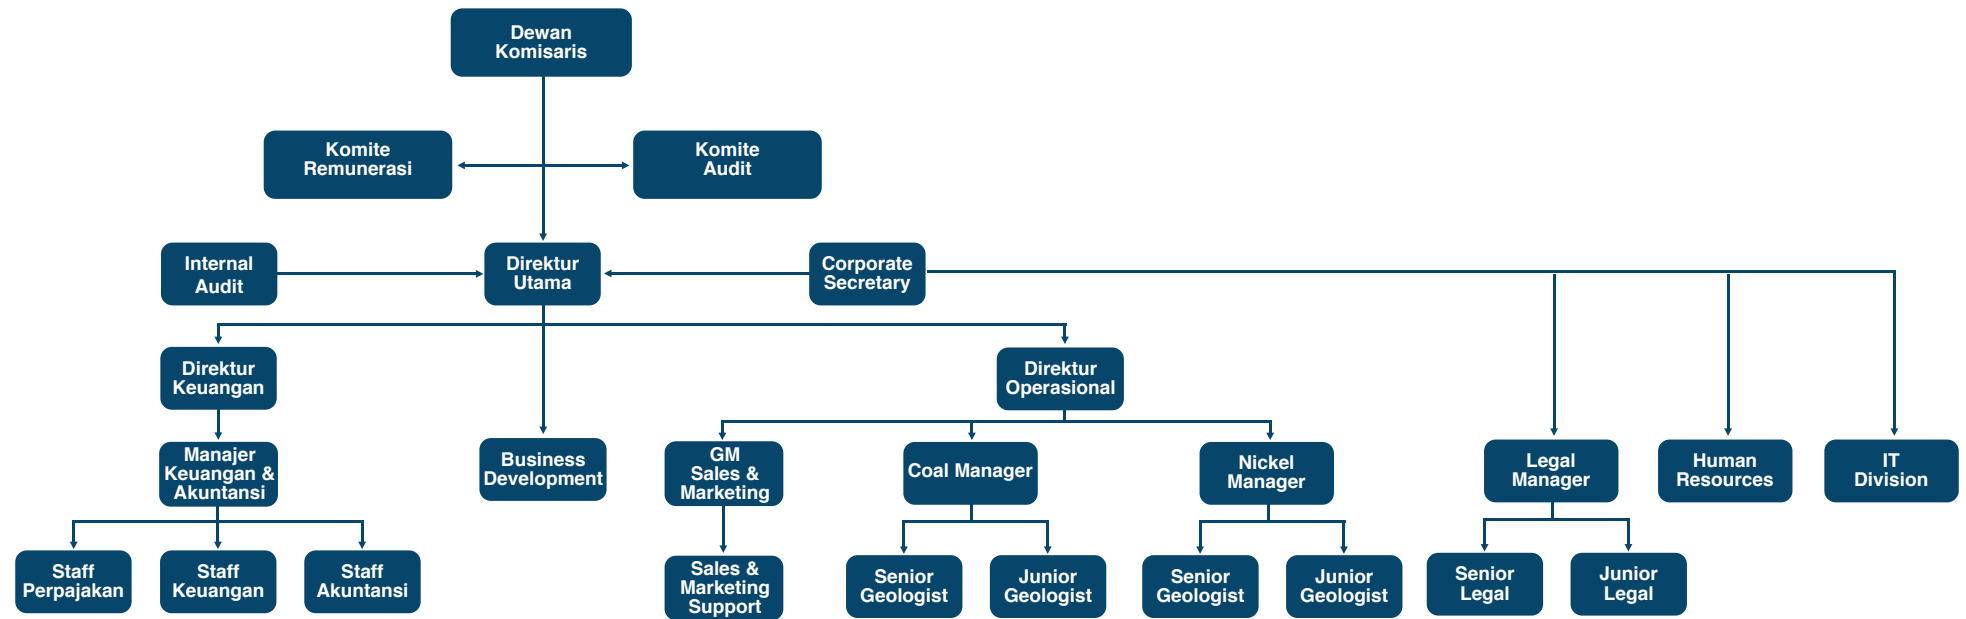 Dewan
Komisaris
Komite
Remunerasi
Komite
Audit
Internal
Audit
Direktur
Utama
Corporate
Secretary
Direktur
Keuangan
Direktur
Operasional
Manajer
Keuangan &
Akuntansi
Business
Development
GM
Sales &
Marketing
Coal Manager
Nickel
Manager
Legal
Manager
Human
Resources
IT
Division
Staff
Perpajakan
Staff
Keuangan
Staff
Akuntansi
Sales &
Marketing
Support
Senior
Geologist
Junior
Geologist
Senior
Geologist
Junior
Geologist
Senior
Legal
Junior
Legal